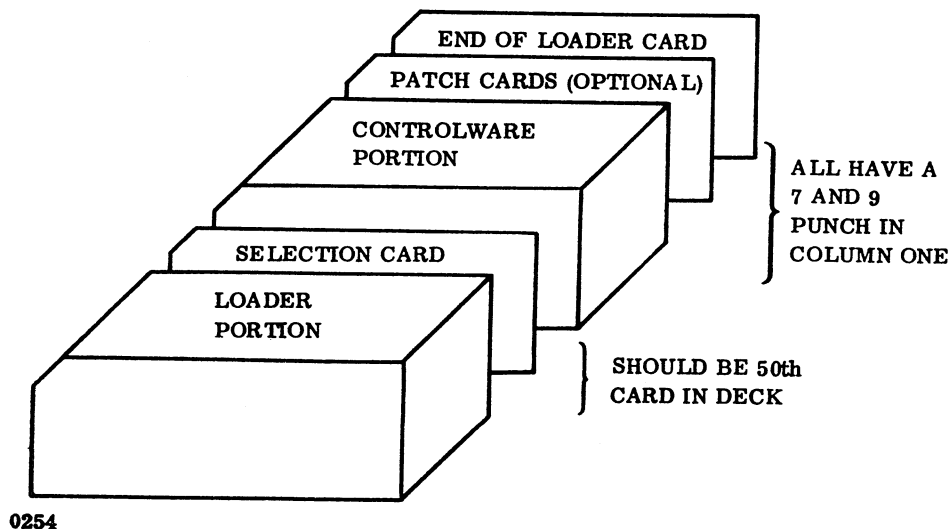 END OF LOADER CARD
PATCH CARDS (OPTIONAL)
CONTROLWARE
PORTION
ALL HAVE A
7 AND 9
PUNCH IN
COLUMN ONE
SELECTION CARD
LOADER
PORTION
SHOULD BE 50th
CARD IN DECK
0254